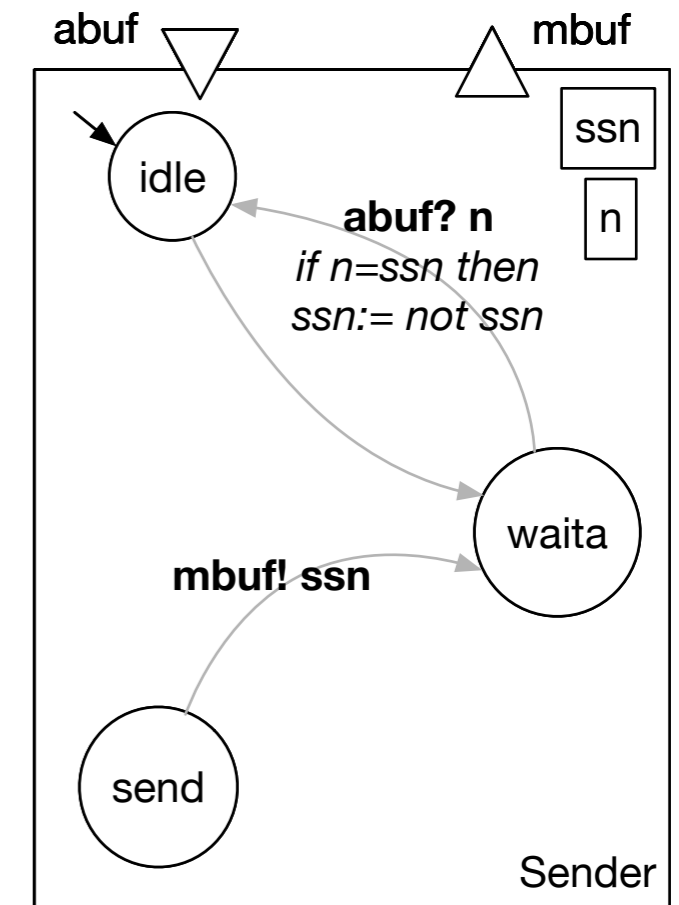 abuf
mbuf
idle
ssn
n
abuf? n
if n=ssn then
ssn:= not ssn
waita
mbuf! ssn
send
Sender